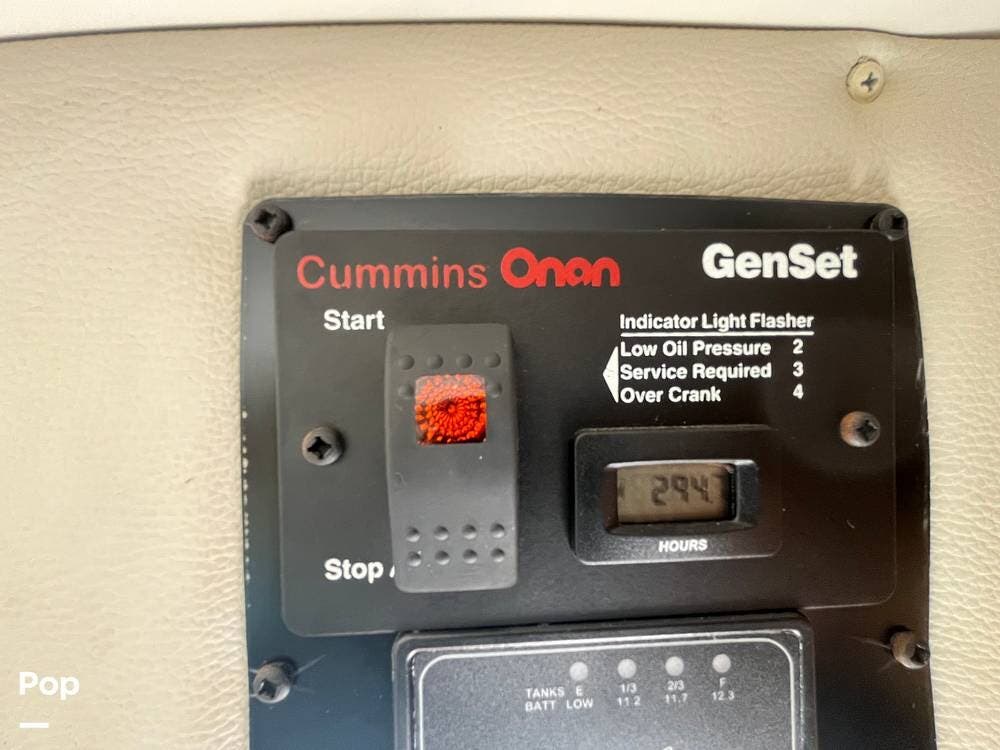 Cummins Onan GenSet
Start
Indicator Light Flasher
Low Oil Pressure 2
Service Required 3
Over Crank 4
294.
HOURS
Stop /
TANKS E 1/3 2/3 F
BATT LOW 11.2 11.7 12.3
Pop